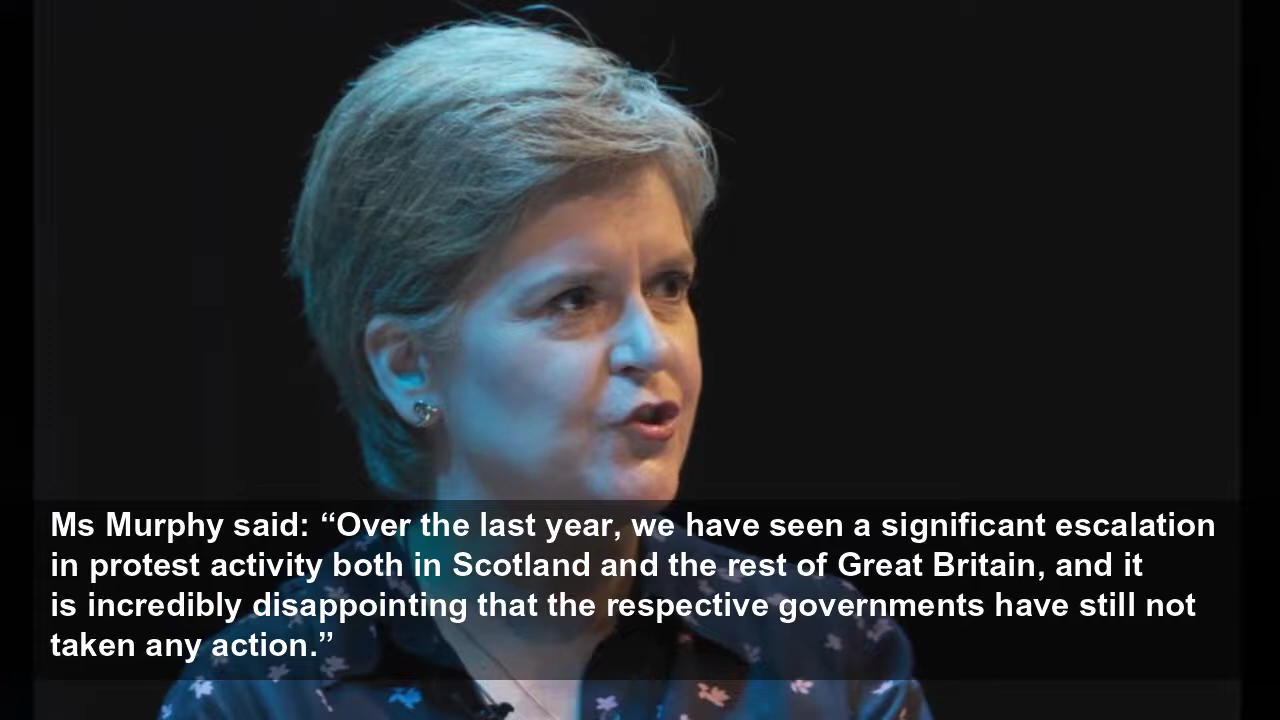 Ms Murphy said: “Over the last year, we have seen a significant escalation
in protest activity both in Scotland and the rest of Great Britain, and it
is incredibly disappointing that the respective governments have still not
taken any action.”